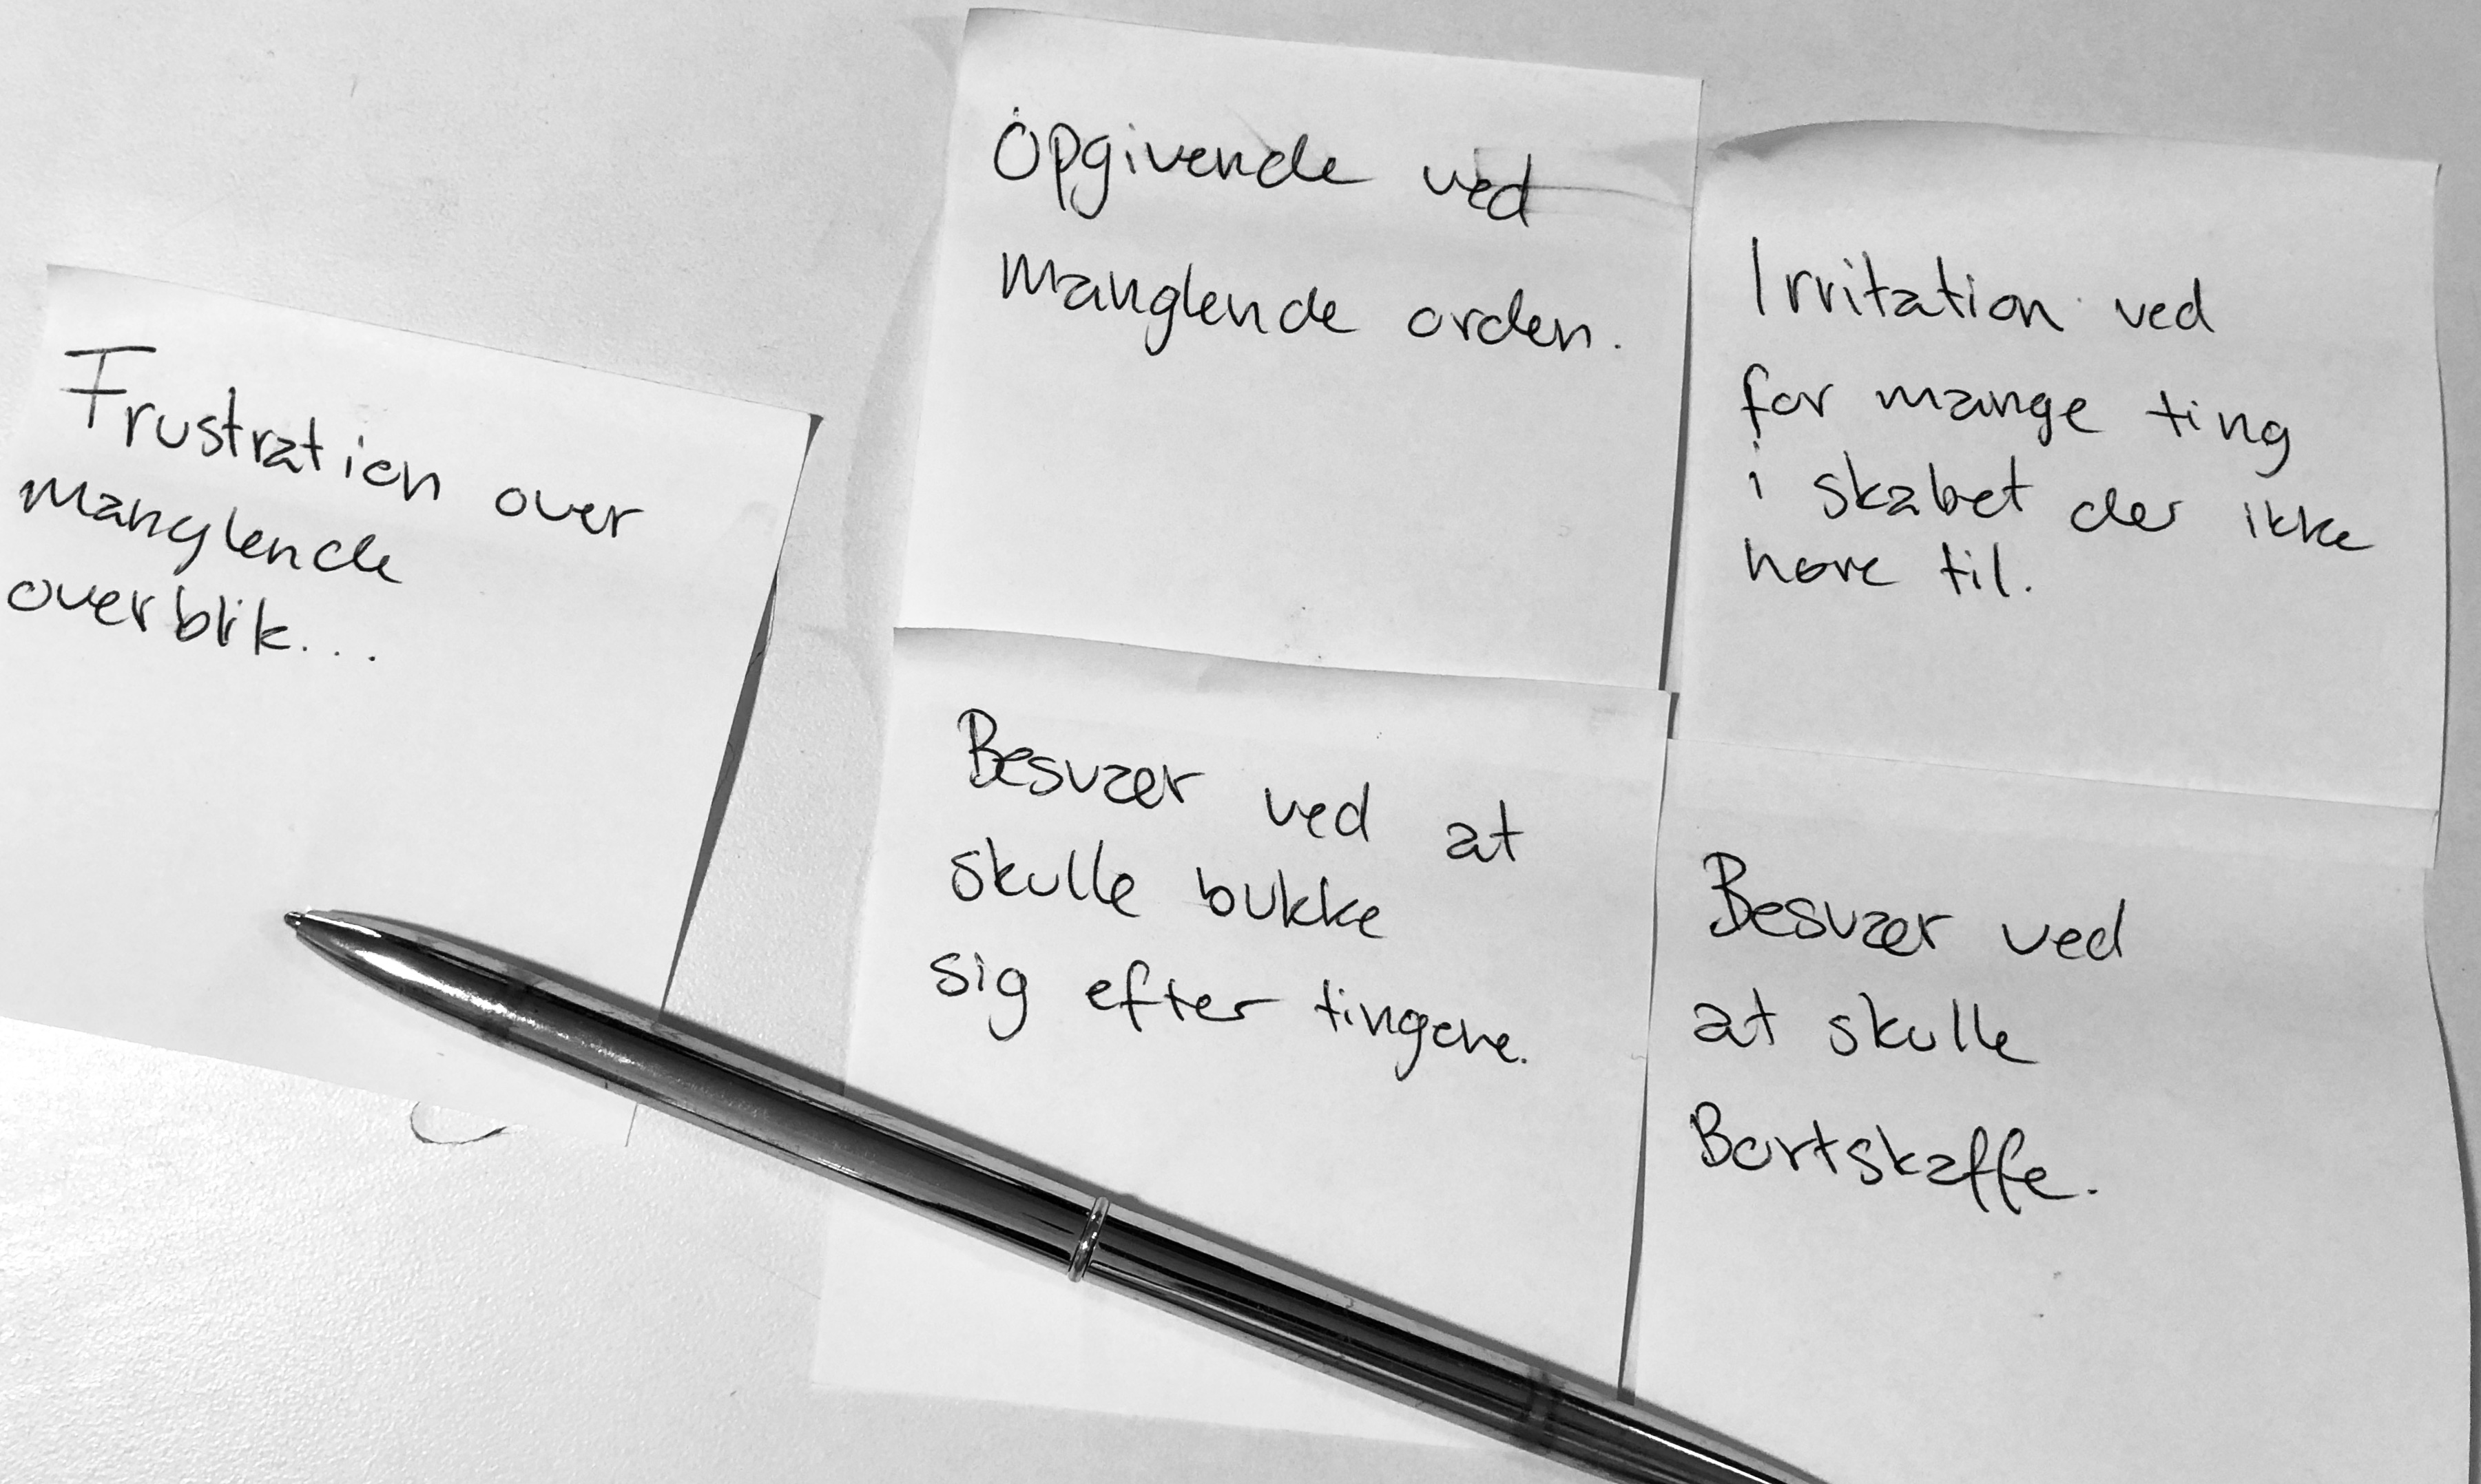 Frustration over
manglende
overblik...
Opgivende ved
manglende orden.
Irritation ved
for mange ting
i skabet der ikke
høre til.
Besvær ved at
skulle bukke
sig efter tingene.
Besvær ved
at skulle
Bortskaffe.